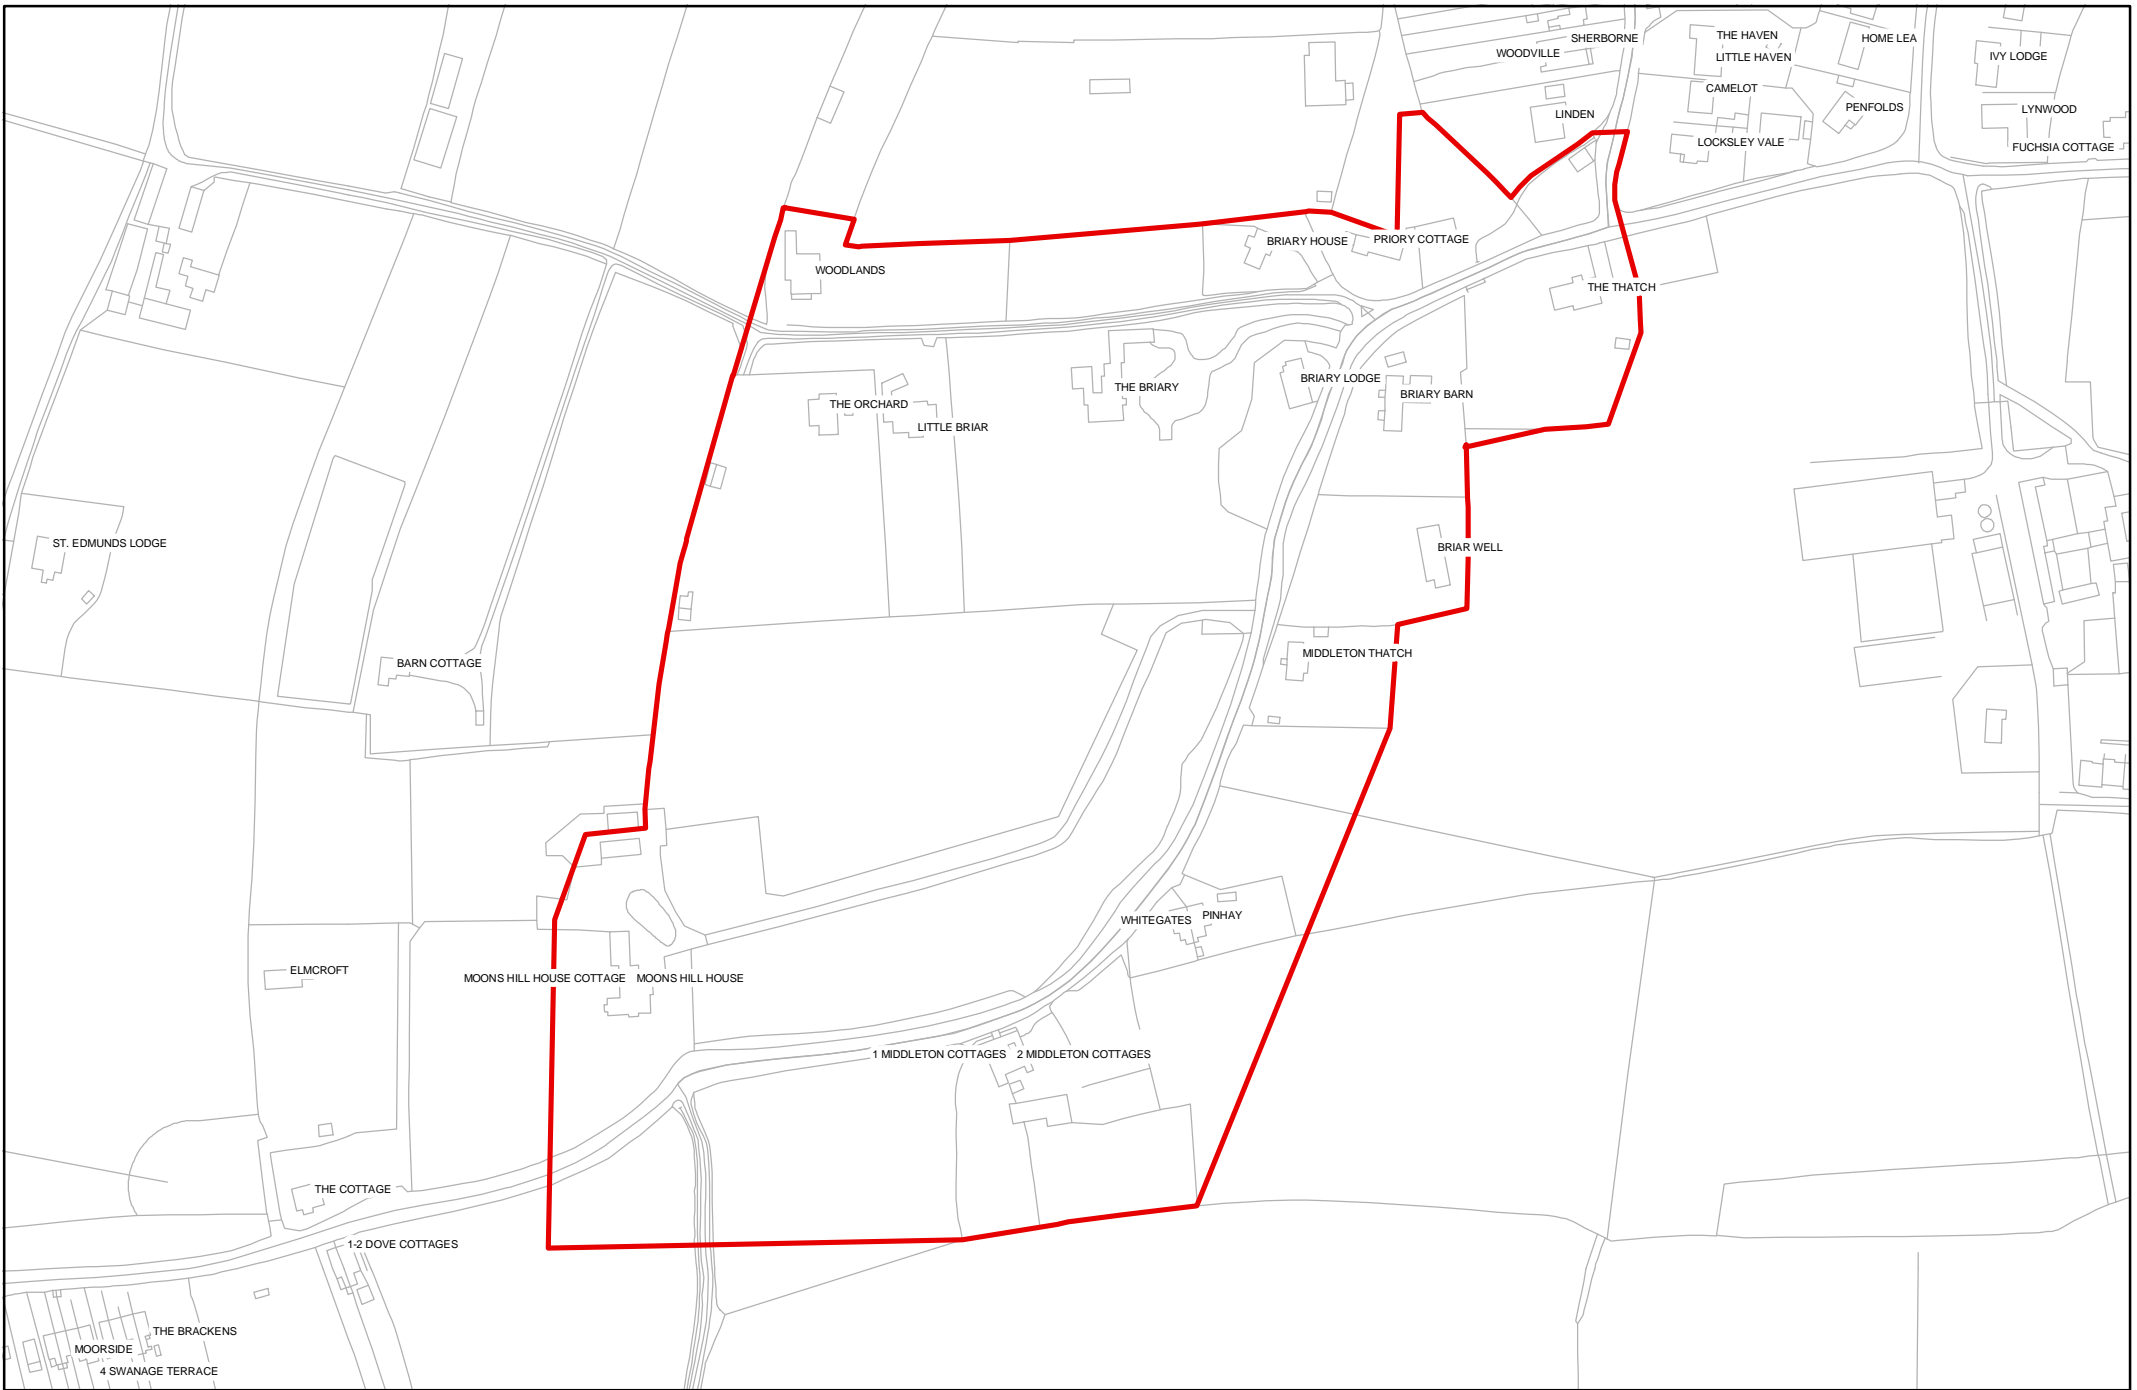 SHERBORNE
THE HAVEN
HOME LEA
WOODVILLE
LITTLE HAVEN
IVY LODGE
CAMELOT
PENFOLDS
LYNWOOD
LINDEN
LOCKSLEY VALE
FUCHSIA COTTAGE
BRIARY HOUSE
PRIORY COTTAGE
WOODLANDS
THE THATCH
THE BRIARY
BRIARY LODGE
BRIARY BARN
THE ORCHARD
LITTLE BRIAR
ST. EDMUNDS LODGE
BRIAR WELL
BARN COTTAGE
MIDDLETON THATCH
WHITEGATES
PINHAY
ELMCROFT
MOONS HILL HOUSE COTTAGE
MOONS HILL HOUSE
1 MIDDLETON COTTAGES
2 MIDDLETON COTTAGES
THE COTTAGE
1-2 DOVE COTTAGES
THE BRACKENS
MOORSIDE
4 SWANAGE TERRACE